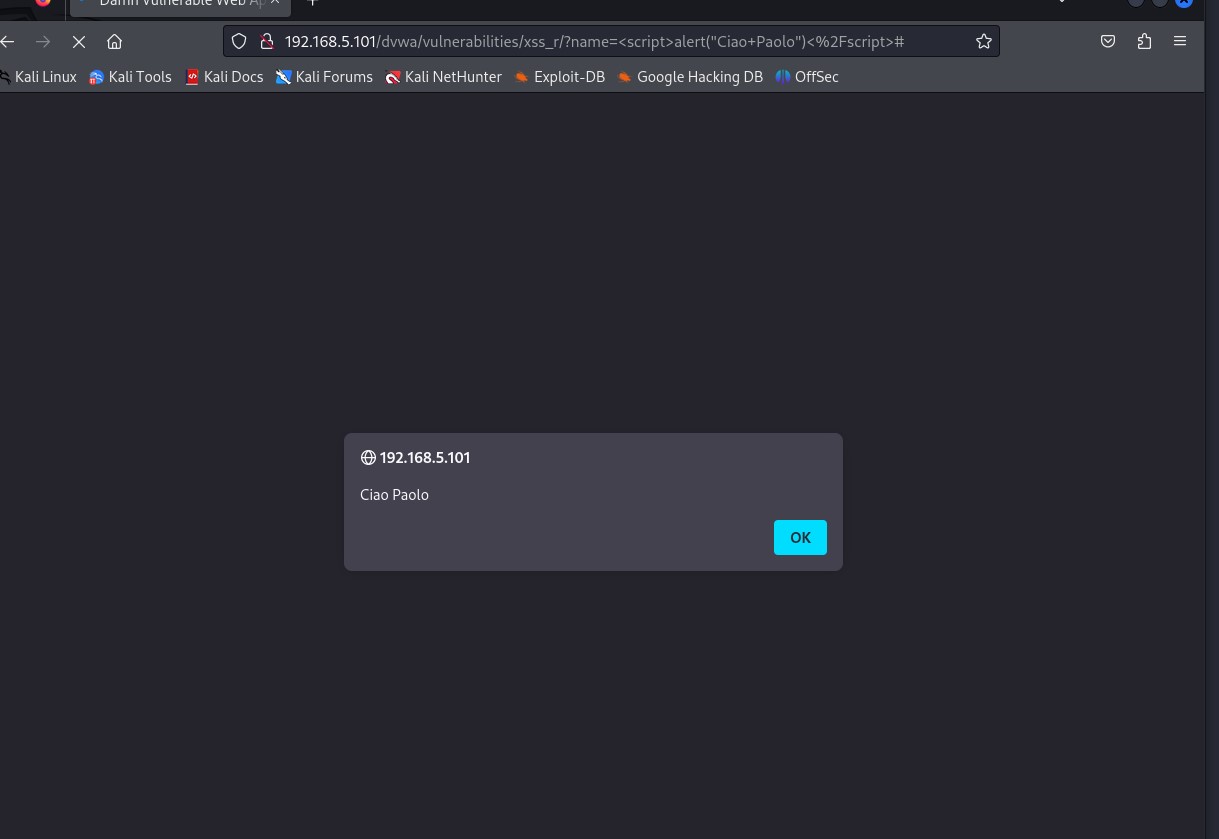 Damn Vulnerable Web Ap
192.168.5.101/dvwa/vulnerabilities/xss_r/?name=<script>alert("Ciao+Paolo")<%2Fscript>#
Kali Linux Kali Tools Kali Docs Kali Forums Kali NetHunter Exploit-DB Google Hacking DB OffSec
192.168.5.101
Ciao Paolo
OK